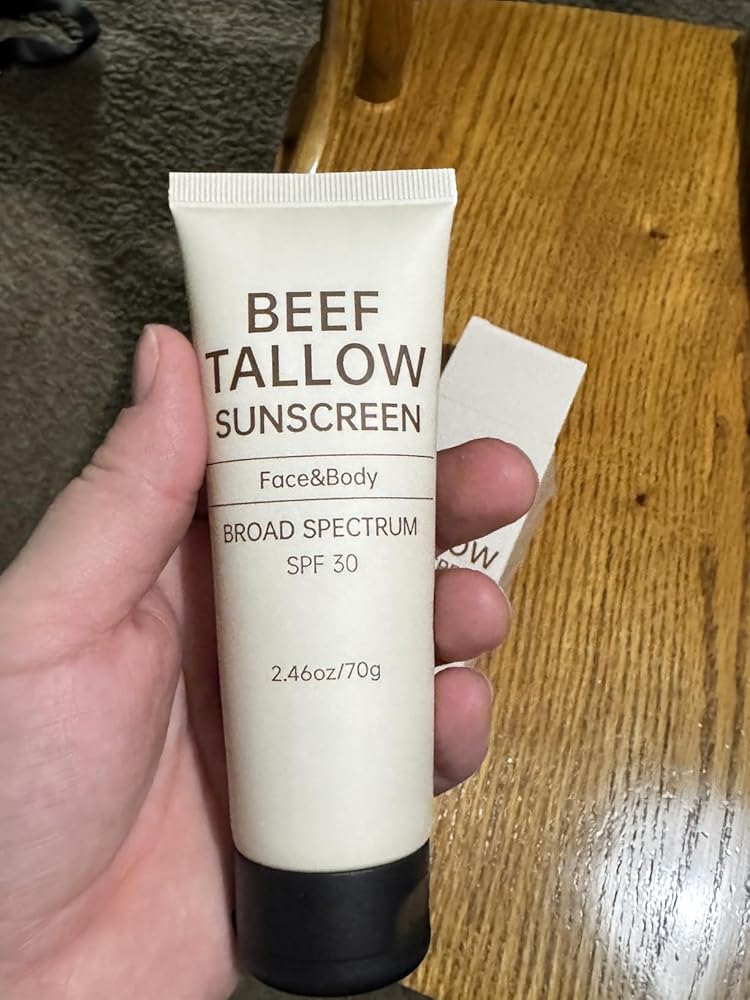 BEEF
TALLOW
SUNSCREEN
Face&Body
BROAD SPECTRUM
SPF 30
2.46oz/70g